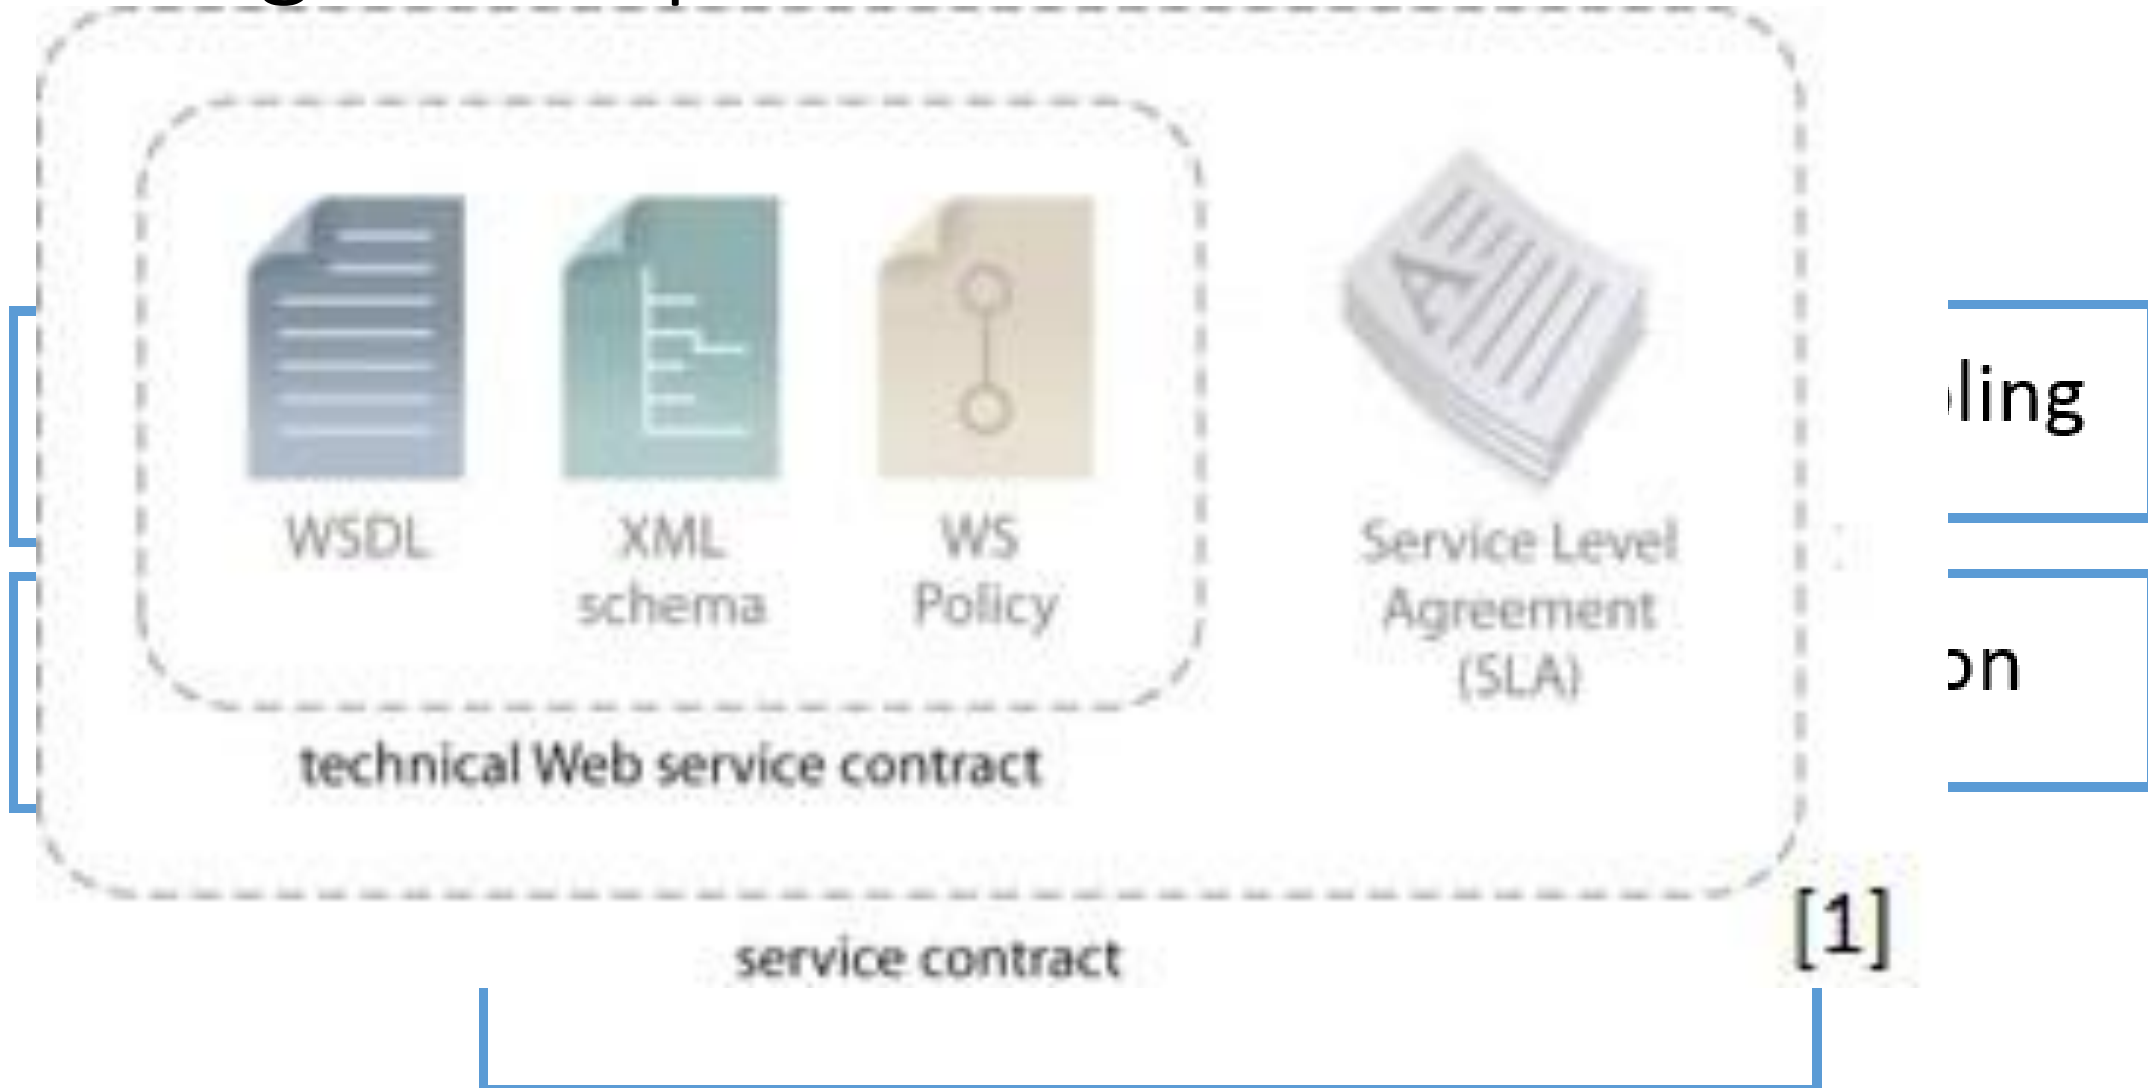 WSDL
XML
schema
WS
Policy
Service Level
Agreement
(SLA)
technical Web service contract
service contract
[1]